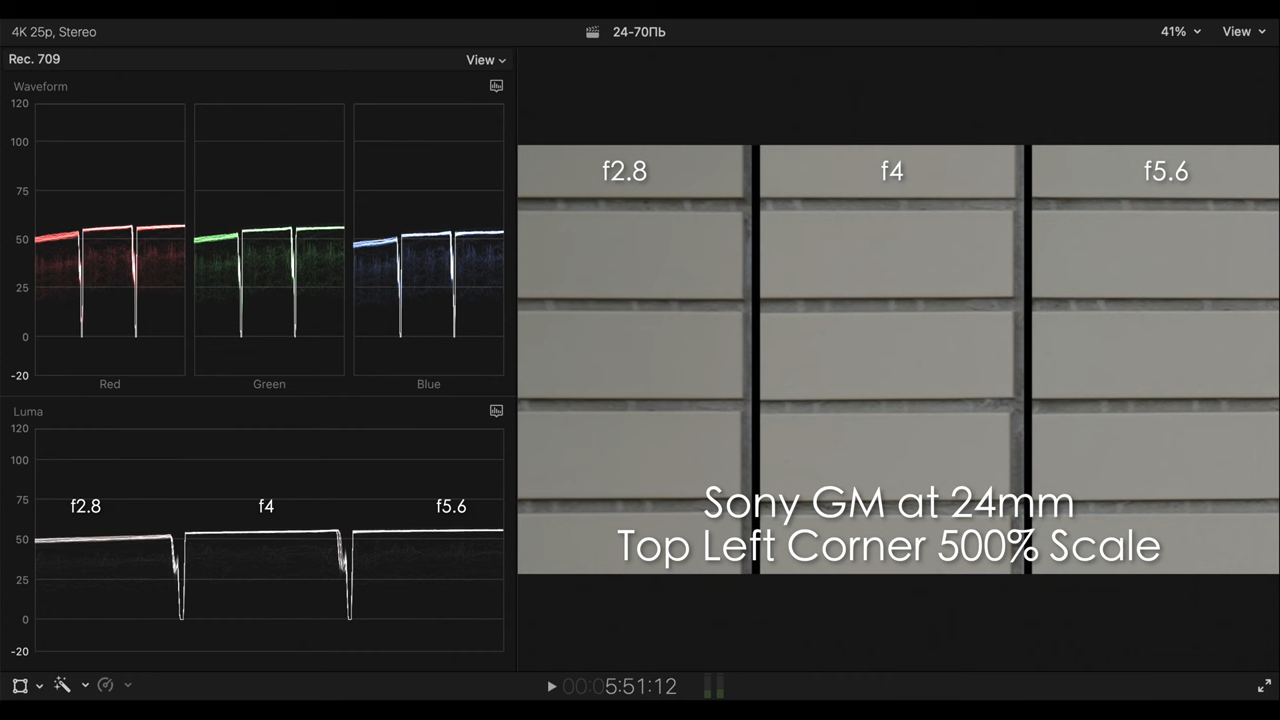 4K 25p, Stereo
24-70ПЬ
41%
View
Rec. 709
View
Waveform
120
100
75
50
25
0
-20
Red
Green
Blue
Luma
120
100
75
50
25
0
-20
f2.8
f4
f5.6
f2.8
f4
f5.6
Sony GM at 24mm
Top Left Corner 500% Scale
00:05:51:12